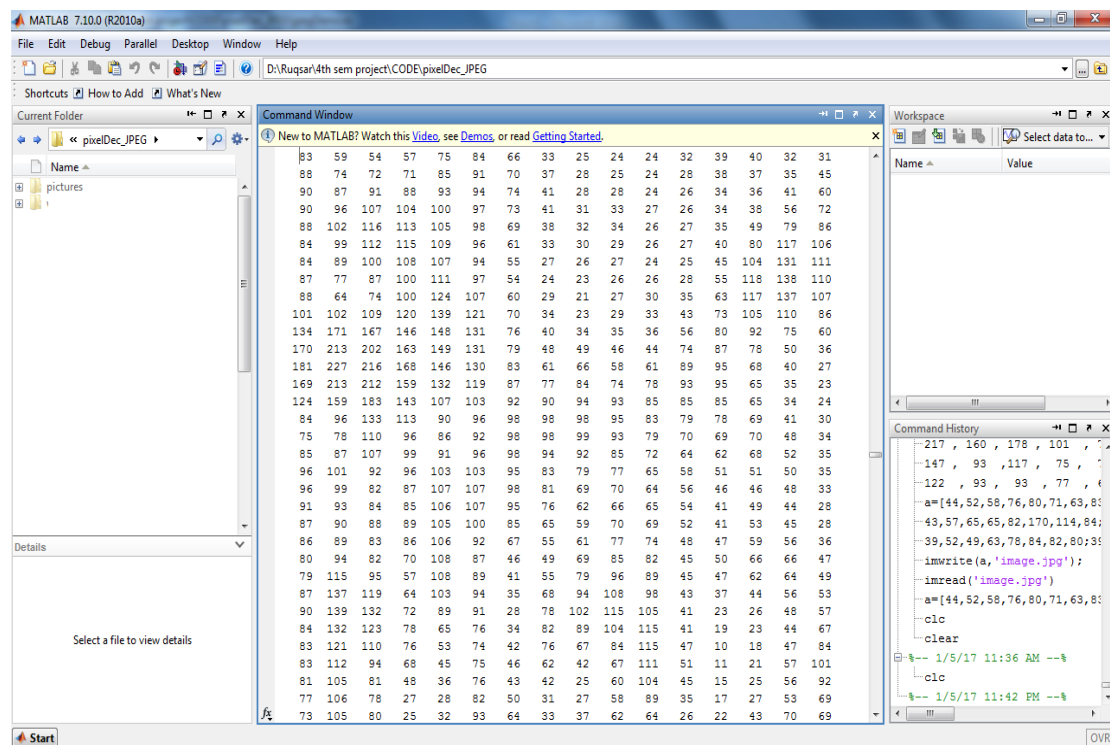 MATLAB 7.10.0 (R2010a)
File Edit Debug Parallel Desktop Window Help
D:\Ruqsar\4th sem project\CODE\pixelDec_JPEG
Shortcuts How to Add What's New
Current Folder
« pixelDec_JPEG
Name
pictures
Details
Select a file to view details
Command Window
New to MATLAB? Watch this Video, see Demos, or read Getting Started.
83 59 54 57 75 84 66 33 25 24 24 32 39 40 32 31
88 74 72 71 85 91 70 37 28 25 24 28 38 37 35 45
90 87 91 88 93 94 74 41 28 28 24 26 34 36 41 60
90 96 107 104 100 97 73 41 31 33 27 26 34 38 56 72
88 102 116 113 105 98 69 38 32 34 26 27 35 49 79 86
84 99 112 115 109 96 61 33 30 29 26 27 40 80 117 106
84 89 100 108 107 94 55 27 26 27 24 25 45 104 131 111
87 77 87 100 111 97 54 24 23 26 26 28 55 118 138 110
88 64 74 100 124 107 60 29 21 27 30 35 63 117 137 107
101 102 109 120 139 121 70 34 23 29 33 43 73 105 110 86
134 171 167 146 148 131 76 40 34 35 36 56 80 92 75 60
170 213 202 163 149 131 79 48 49 46 44 74 87 78 50 36
181 227 216 168 146 130 83 61 66 58 61 89 95 68 40 27
169 213 212 159 132 119 87 77 84 74 78 93 95 65 35 23
124 159 183 143 107 103 92 90 94 93 85 85 85 65 34 24
84 96 133 113 90 96 98 98 98 95 83 79 78 69 41 30
75 78 110 96 86 92 98 98 99 93 79 70 69 70 48 34
85 87 107 99 91 96 98 94 92 85 72 64 62 68 52 35
96 101 92 96 103 103 95 83 79 77 65 58 51 51 50 35
96 99 82 87 107 107 98 81 69 70 64 56 46 46 48 33
91 93 84 85 106 107 95 76 62 66 65 54 41 49 44 28
87 90 88 89 105 100 85 65 59 70 69 52 41 53 45 28
86 89 83 86 106 92 67 55 61 77 74 48 47 59 56 36
80 94 82 70 108 87 46 49 69 85 82 45 50 66 66 47
79 115 95 57 108 89 41 55 79 96 89 45 47 62 64 49
87 137 119 64 103 94 35 68 94 108 98 43 37 44 56 53
90 139 132 72 89 91 28 78 102 115 105 41 23 26 48 57
84 132 123 78 65 76 34 82 89 104 115 41 19 23 44 67
83 121 110 76 53 74 42 76 67 84 115 47 10 18 47 84
83 112 94 68 45 75 46 62 42 67 111 51 11 21 57 101
81 105 81 48 36 76 43 42 25 60 104 45 15 25 56 92
77 106 78 27 28 82 50 31 27 58 89 35 17 27 53 69
73 105 80 25 32 93 64 33 37 62 64 26 22 43 70 69
fx
Workspace
Select data to...
Name Value
Command History
217 , 160 , 178 , 101 ,
147 , 93 ,117 , 75 ,
122 , 93 , 93 , 77 ,
a=[44,52,58,76,80,71,63,83
43,57,65,65,82,170,114,84;
39,52,49,63,78,84,82,80;39
imwrite(a,'image.jpg');
imread('image.jpg')
a=[44,52,58,76,80,71,63,83
clc
clear
%-- 1/5/17 11:36 AM --%
clc
%-- 1/5/17 11:42 PM --%
Start
OVR